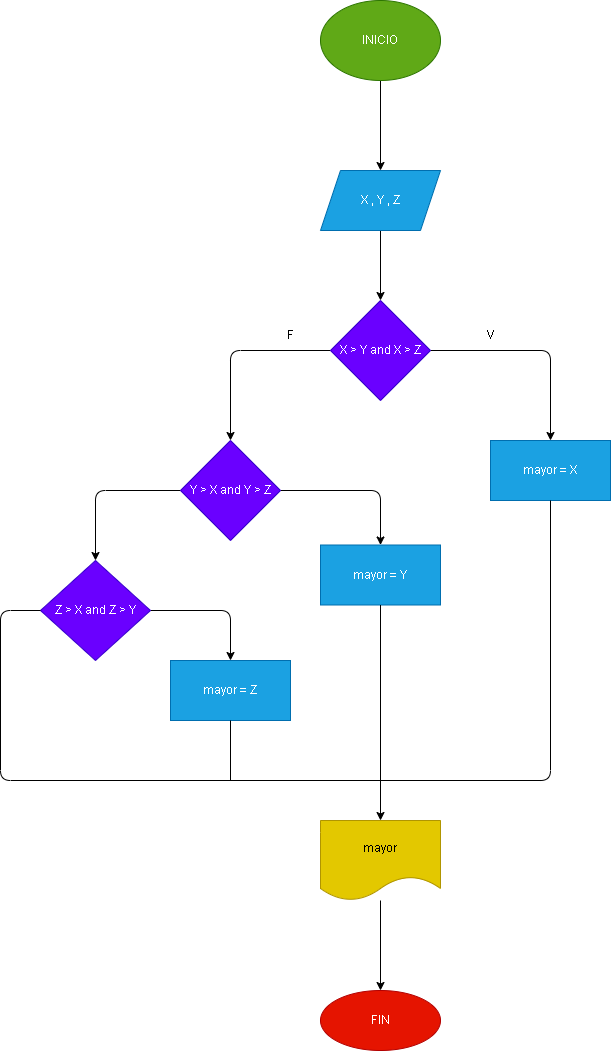 INICIO
X , Y , Z
F
V
X > Y and X > Z
Y > X and Y > Z
mayor = X
mayor = Y
Z > X and Z > Y
mayor = Z
mayor
FIN